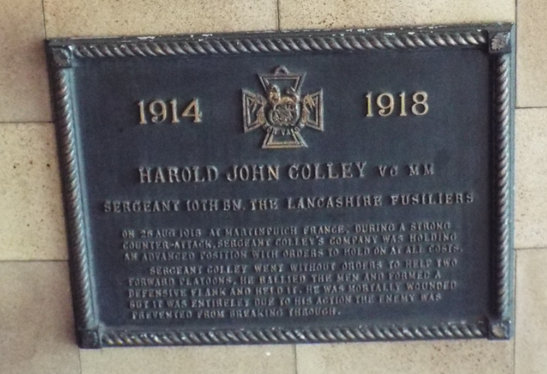 1914 1918
HAROLD JOHN COLLEY VC MM
SERGEANT 10TH BN. THE LANCASHIRE FUSILIERS
ON 25 AUG 1918 AT MARTINPUICH FRANCE, DURING A STRONG
COUNTER-ATTACK, SERGEANT COLLEY'S COMPANY WAS HOLDING
AN ADVANCED POSITION WITH ORDERS TO HOLD ON AT ALL COSTS.
SERGEANT COLLEY WENT WITHOUT ORDERS TO HELP TWO
FORWARD PLATOONS, HE RALLIED THE MEN AND FORMED A
DEFENSIVE FLANK AND HELD IT. HE WAS MORTALLY WOUNDED
BUT IT WAS ENTIRELY DUE TO HIS ACTION THE ENEMY WAS
PREVENTED FROM BREAKING THROUGH.